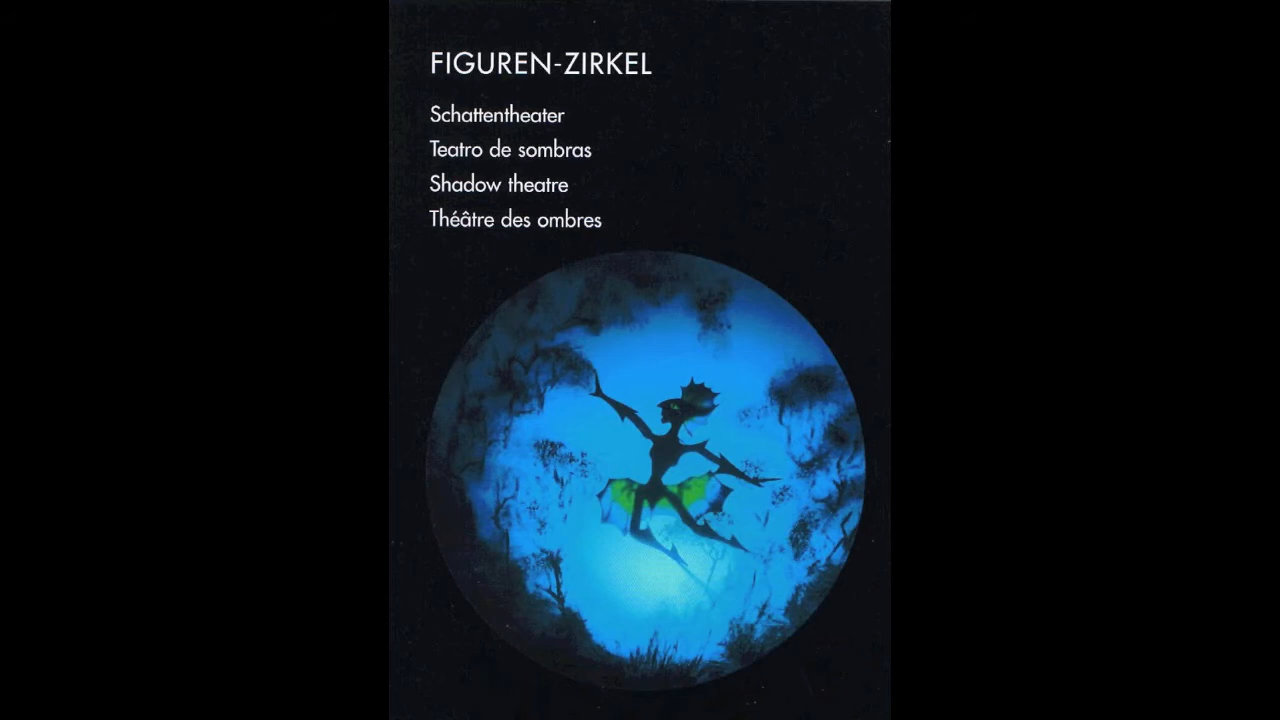 FIGUREN-ZIRKEL
Schattentheater
Teatro de sombras
Shadow theatre
Théâtre des ombres